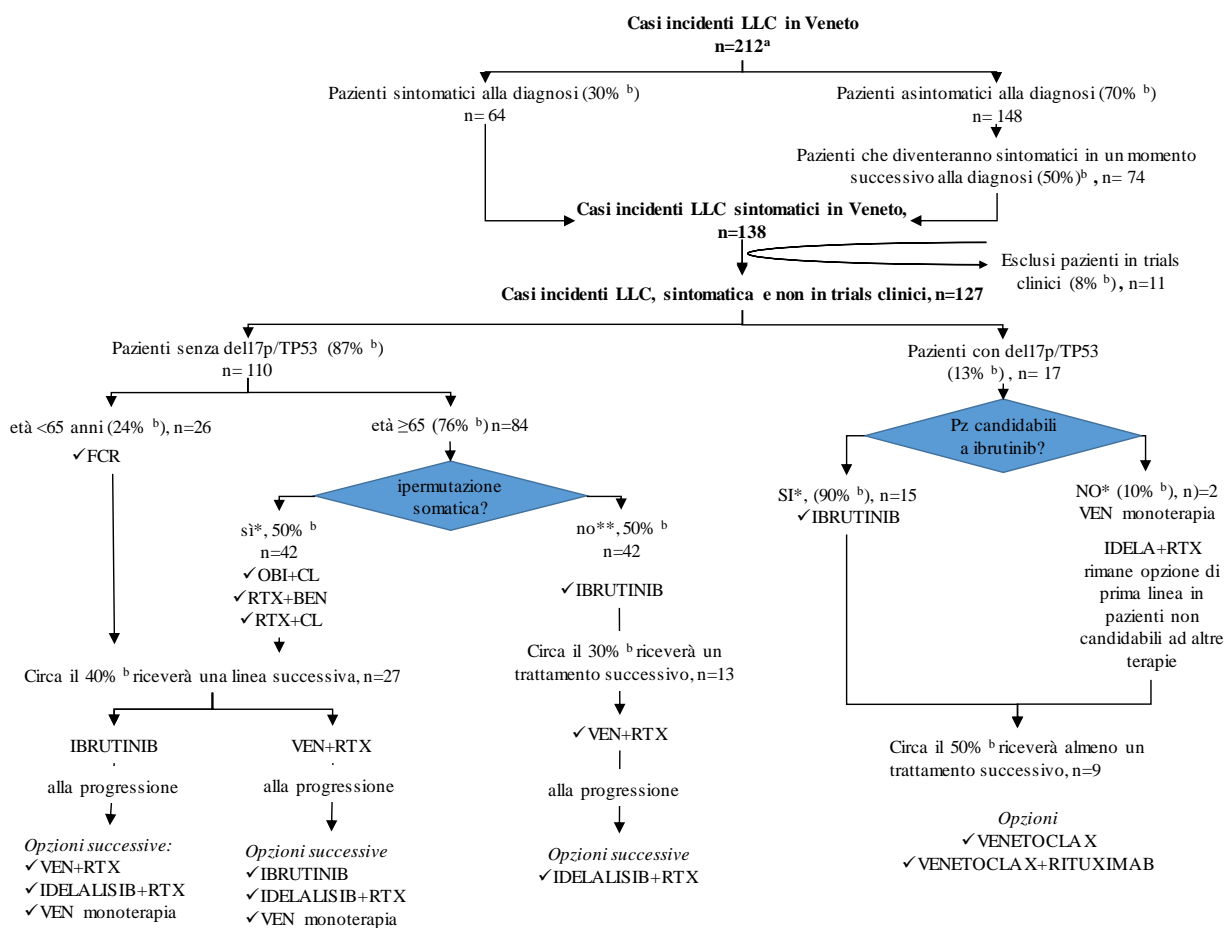 Casi incidenti LLC in Veneto
n=212ᵃ
Pazienti sintomatici alla diagnosi (30% ᵇ)
n= 64
Pazienti asintomatici alla diagnosi (70% ᵇ)
n= 148
Pazienti che diventeranno sintomatici in un momento
successivo alla diagnosi (50%)ᵇ , n= 74
Casi incidenti LLC sintomatici in Veneto,
n=138
Esclusi pazienti in trials
clinici (8% ᵇ), n=11
Casi incidenti LLC, sintomatica e non in trials clinici, n=127
Pazienti senza del17p/TP53 (87% ᵇ)
n= 110
Pazienti con del17p/TP53
(13% ᵇ) , n= 17
età <65 anni (24% ᵇ), n=26
✓FCR
età ≥65 (76% ᵇ) n=84
Pz candidabili
a ibrutinib?
ipermutazione
somatica?
SI*, (90% ᵇ), n=15
✓IBRUTINIB
NO* (10% ᵇ), n)=2
VEN monoterapia
sì*, 50% ᵇ
n=42
✓OBI+CL
✓RTX+BEN
✓RTX+CL
no**, 50% ᵇ
n=42
✓IBRUTINIB
IDELA+RTX
rimane opzione di
prima linea in
pazienti non
candidabili ad altre
terapie
Circa il 40% ᵇ riceverà una linea successiva, n=27
Circa il 30% ᵇ riceverà un
trattamento successivo, n=13
IBRUTINIB
VEN+RTX
✓VEN+RTX
Circa il 50% ᵇ riceverà almeno un
trattamento successivo, n=9
alla progressione
alla progressione
alla progressione
Opzioni successive:
✓VEN+RTX
✓IDELALISIB+RTX
✓VEN monoterapia
Opzioni successive
✓IBRUTINIB
✓IDELALISIB+RTX
✓VEN monoterapia
Opzioni successive
✓IDELALISIB+RTX
Opzioni
✓VENETOCLAX
✓VENETOCLAX+RITUXIMAB